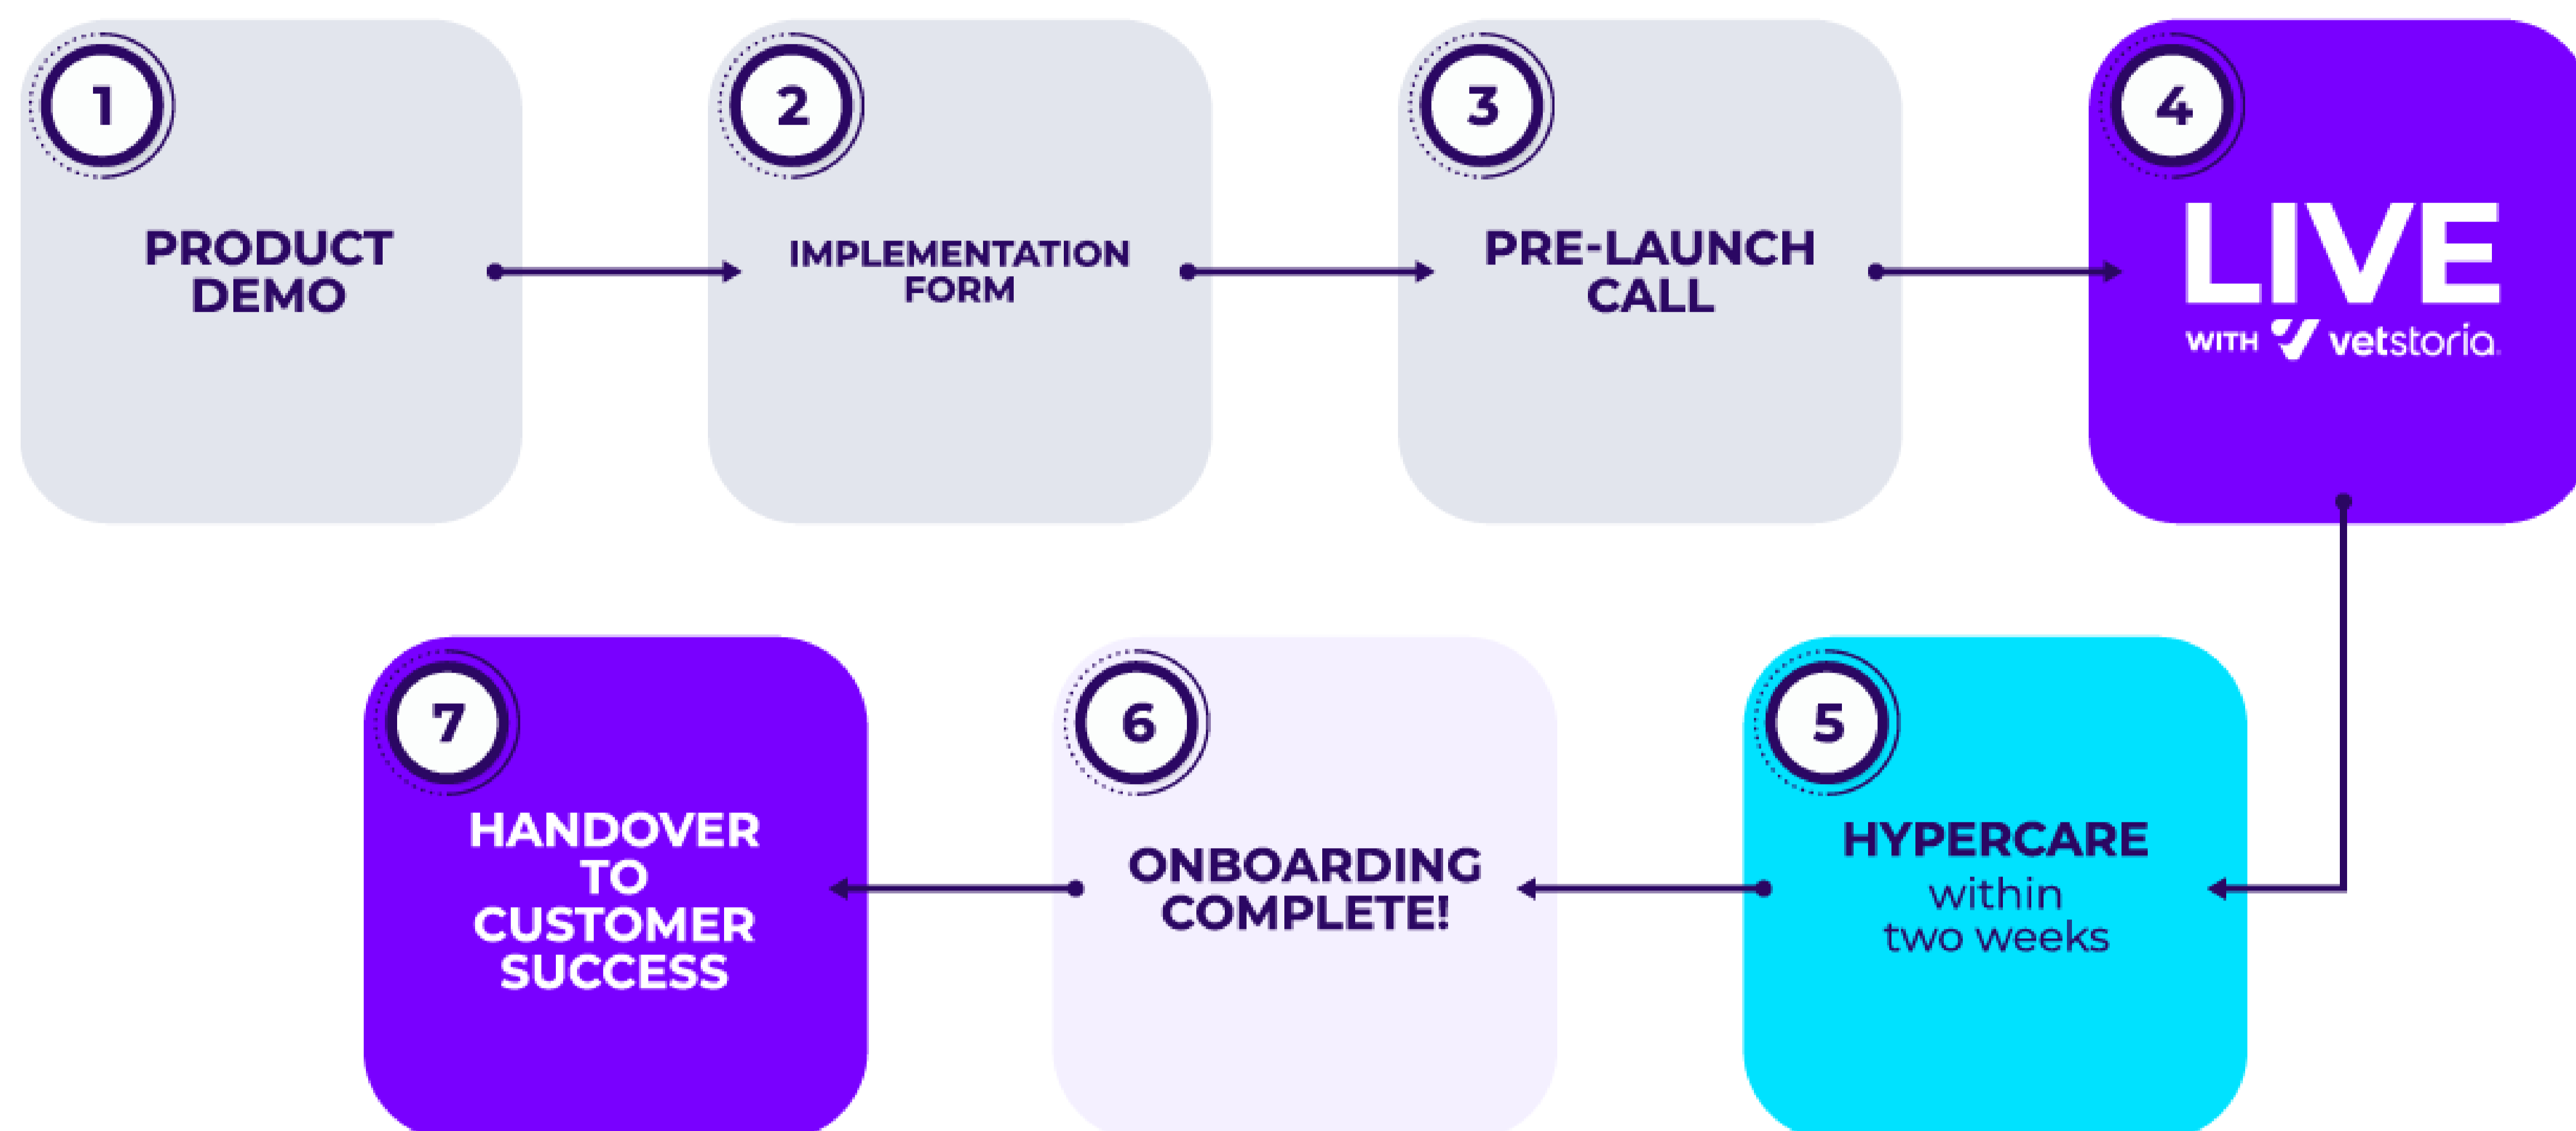 1
PRODUCT
DEMO
2
IMPLEMENTATION
FORM
3
PRE-LAUNCH
CALL
4
LIVE
WITH vetstoria
5
HYPERCARE
within
two weeks
6
ONBOARDING
COMPLETE!
7
HANDOVER
TO
CUSTOMER
SUCCESS